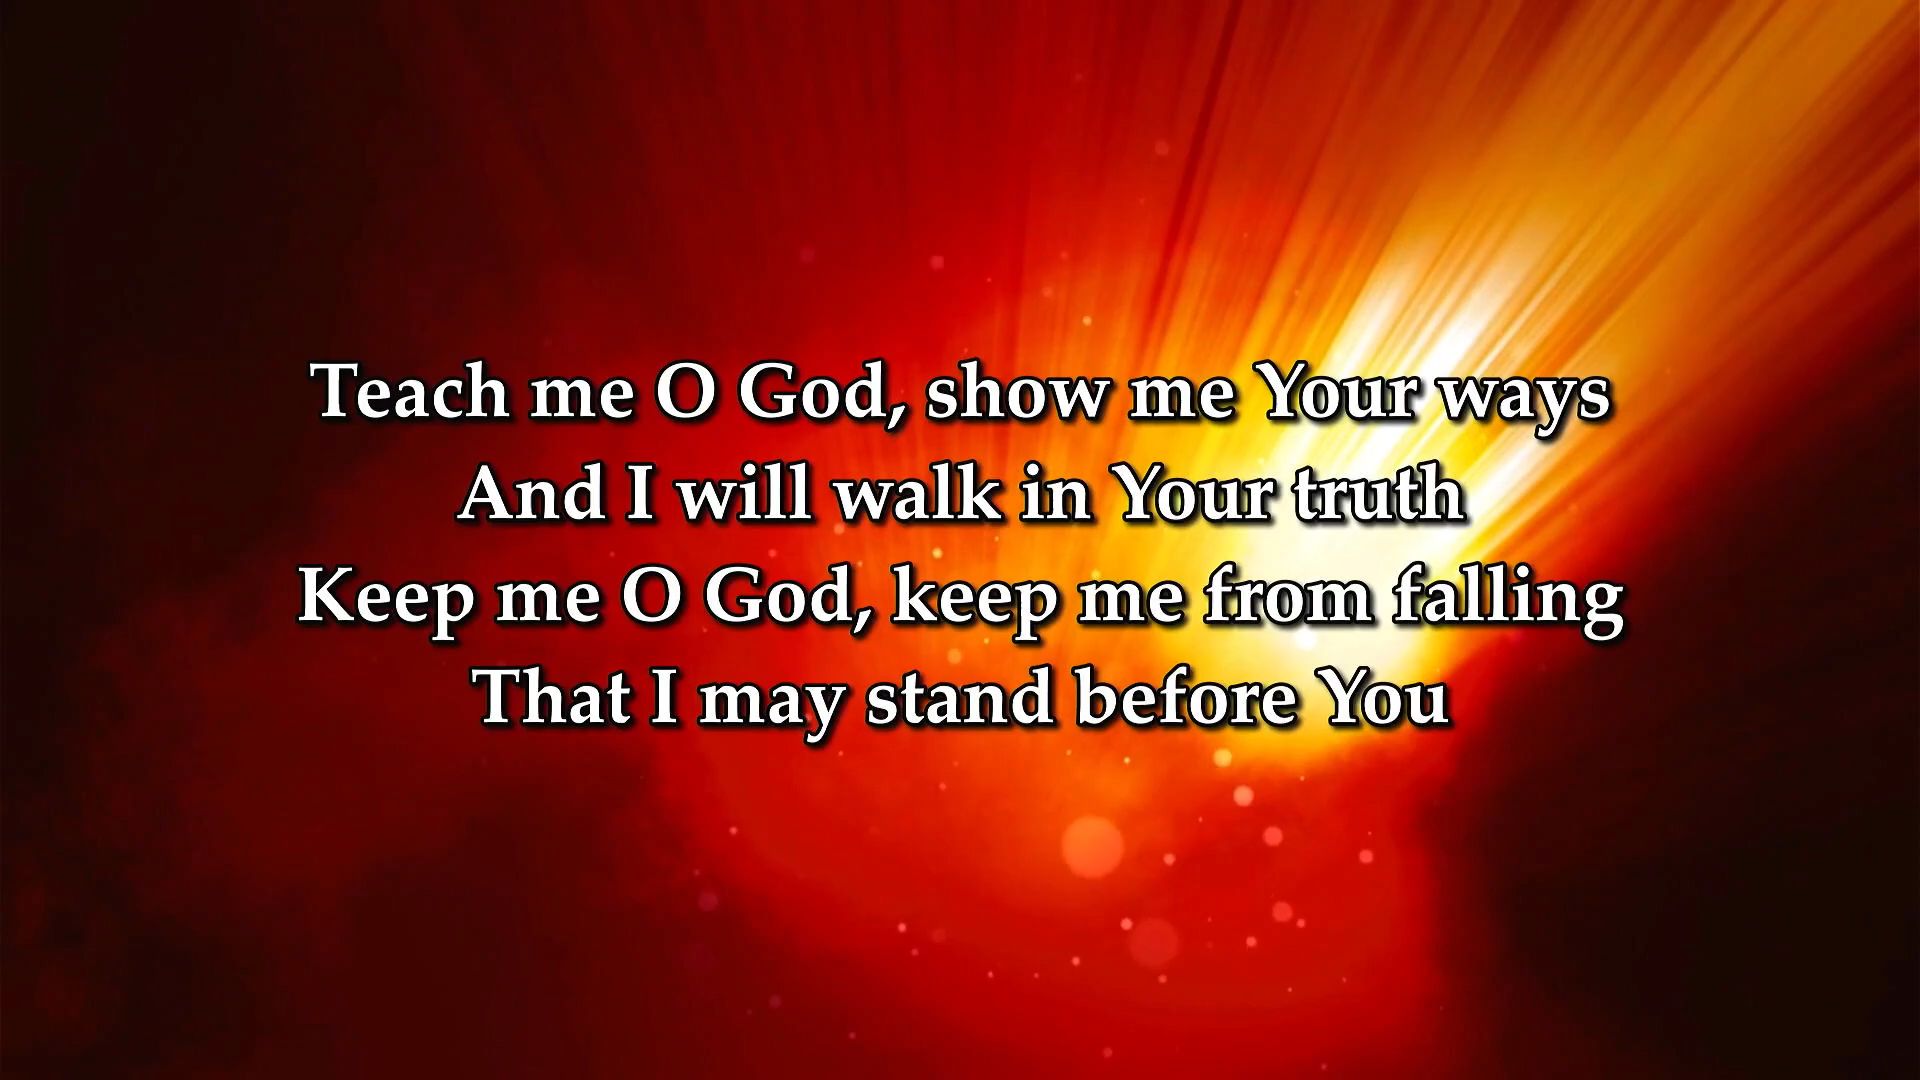 Teach me O God, show me Your ways
And I will walk in Your truth
Keep me O God, keep me from falling
That I may stand before You